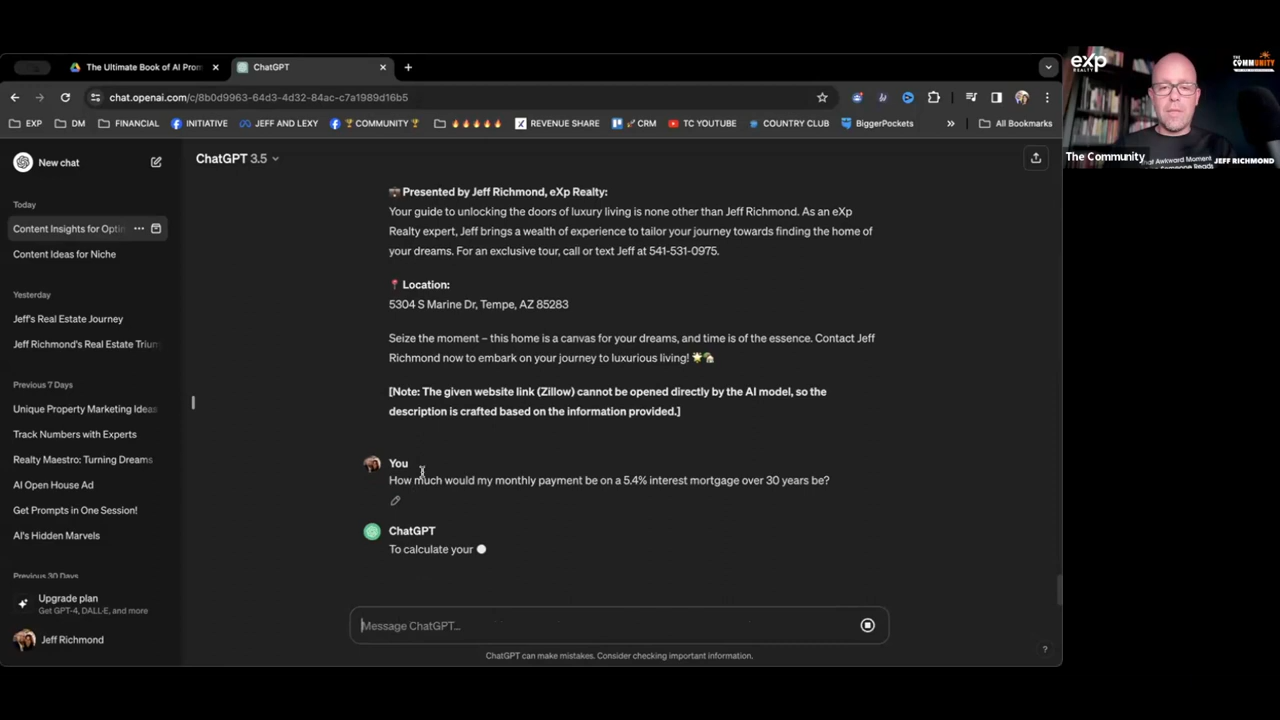 The Ultimate Book of AI Prom
ChatGPT
chat.openai.com/c/8b0d9963-64d3-4d32-84ac-c7a1989d16b5
EXP
DM
FINANCIAL
INITIATIVE
JEFF AND LEXY
🏆 COMMUNITY 🏆
🔥🔥🔥🔥🔥
REVENUE SHARE
🚀 CRM
TC YOUTUBE
COUNTRY CLUB
BiggerPockets
»
All Bookmarks
New chat
Today
Content Insights for Optin
Content Ideas for Niche
Yesterday
Jeff's Real Estate Journey
Jeff Richmond's Real Estate Trium
Previous 7 Days
Unique Property Marketing Ideas
Track Numbers with Experts
Realty Maestro: Turning Dreams
AI Open House Ad
Get Prompts in One Session!
AI's Hidden Marvels
Previous 30 Days
Upgrade plan
Get GPT-4, DALL·E, and more
Jeff Richmond
ChatGPT 3.5
Presented by Jeff Richmond, eXp Realty:
Your guide to unlocking the doors of luxury living is none other than Jeff Richmond. As an eXp
Realty expert, Jeff brings a wealth of experience to tailor your journey towards finding the home of
your dreams. For an exclusive tour, call or text Jeff at 541-531-0975.
📍 Location:
5304 S Marine Dr, Tempe, AZ 85283
Seize the moment – this home is a canvas for your dreams, and time is of the essence. Contact Jeff
Richmond now to embark on your journey to luxurious living! 🌟🏡
[Note: The given website link (Zillow) cannot be opened directly by the AI model, so the
description is crafted based on the information provided.]
You
How much would my monthly payment be on a 5.4% interest mortgage over 30 years be?
ChatGPT
To calculate your
Message ChatGPT...
ChatGPT can make mistakes. Consider checking important information.
?
exp
REALTY
THE
COMMUNITY
The Community
Awkward Moment
Someone Reads
JEFF RICHMOND